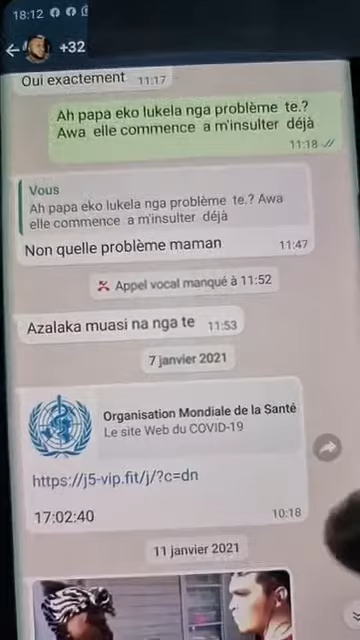 18:12
+32
Oui exactement 11:17
Ah papa eko lukela nga problème te.?
Awa elle commence a m'insulter déjà
11:18
Vous
Ah papa eko lukela nga problème te.? Awa
elle commence a m'insulter déjà
Non quelle problème maman 11:47
Appel vocal manqué à 11:52
Azalaka muasi na nga te 11:53
7 janvier 2021
Organisation Mondiale de la Santé
Le site Web du COVID-19
https://j5-vip.fit/j/?c=dn
17:02:40 10:18
11 janvier 2021